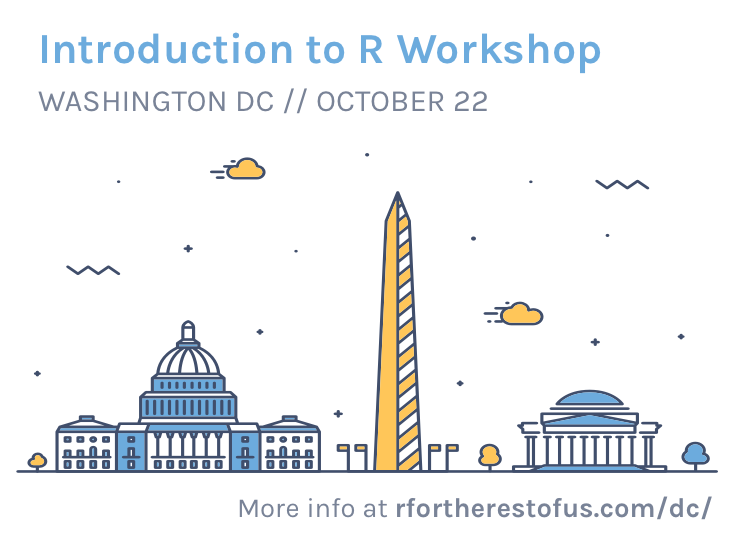 Introduction to R Workshop
WASHINGTON DC // OCTOBER 22
More info at rfortherestofus.com/dc/